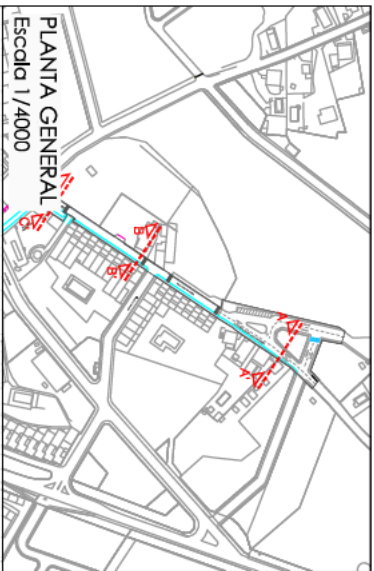 PLANTA GENERAL
Escala 1/4000
A
A'
B
B'
C'